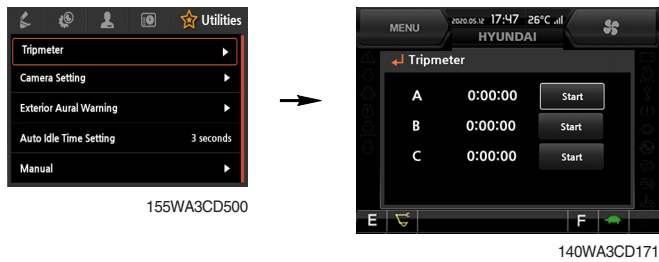 Utilities
Tripmeter
Camera Setting
Exterior Aural Warning
Auto Idle Time Setting 3 seconds
Manual
155WA3CD500
MENU 2020.05.12 17:47 26°C
HYUNDAI
Tripmeter
A 0:00:00 Start
B 0:00:00 Start
C 0:00:00 Start
E F
140WA3CD171